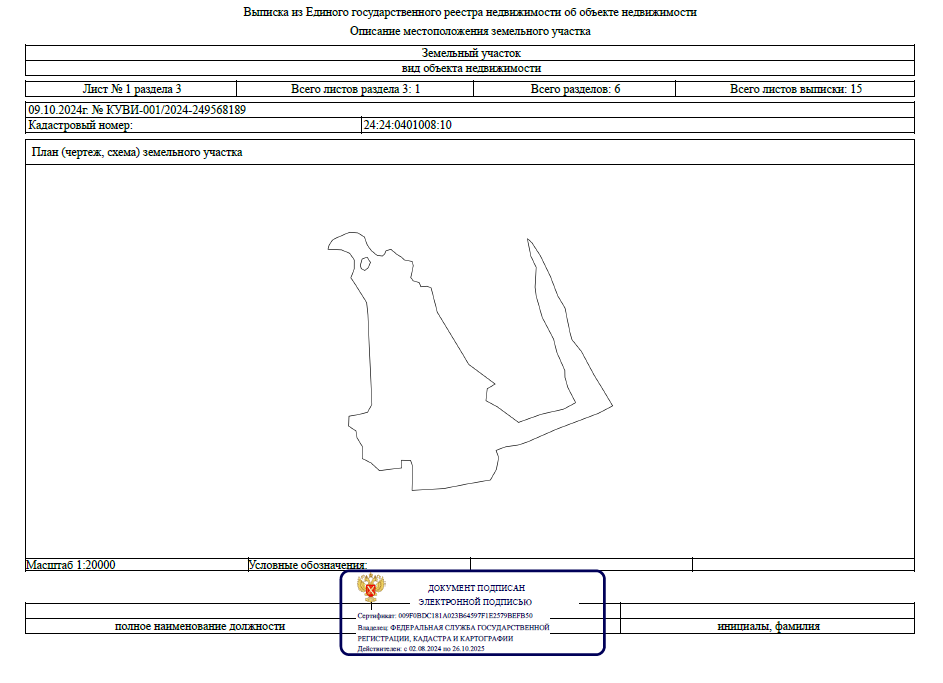 Выписка из Единого государственного реестра недвижимости об объекте недвижимости
Описание местоположения земельного участка
Земельный участок
вид объекта недвижимости
Лист № 1 раздела 3 Всего листов раздела 3: 1 Всего разделов: 6 Всего листов выписки: 15
09.10.2024г. № КУВИ-001/2024-249568189
Кадастровый номер: 24:24:0401008:10
План (чертеж, схема) земельного участка
Масштаб 1:20000 Условные обозначения:
ДОКУМЕНТ ПОДПИСАН
ЭЛЕКТРОННОЙ ПОДПИСЬЮ
Сертификат: 009F0BDC181A023B64597F1E2579BEFB50
Владелец: ФЕДЕРАЛЬНАЯ СЛУЖБА ГОСУДАРСТВЕННОЙ
РЕГИСТРАЦИИ, КАДАСТРА И КАРТОГРАФИИ
Действителен: с 02.08.2024 по 26.10.2025
полное наименование должности инициалы, фамилия